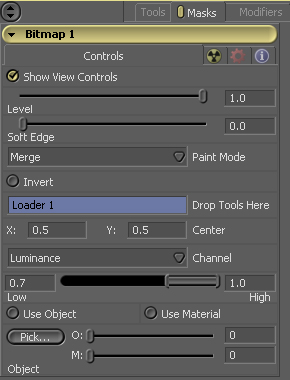 Tools Masks Modifiers
Bitmap 1
Controls
Show View Controls
1.0
Level
0.0
Soft Edge
Merge Paint Mode
Invert
Loader 1 Drop Tools Here
X: 0.5 Y: 0.5 Center
Luminance Channel
0.7 1.0
Low High
Use Object Use Material
Pick... O: 0
M: 0
Object